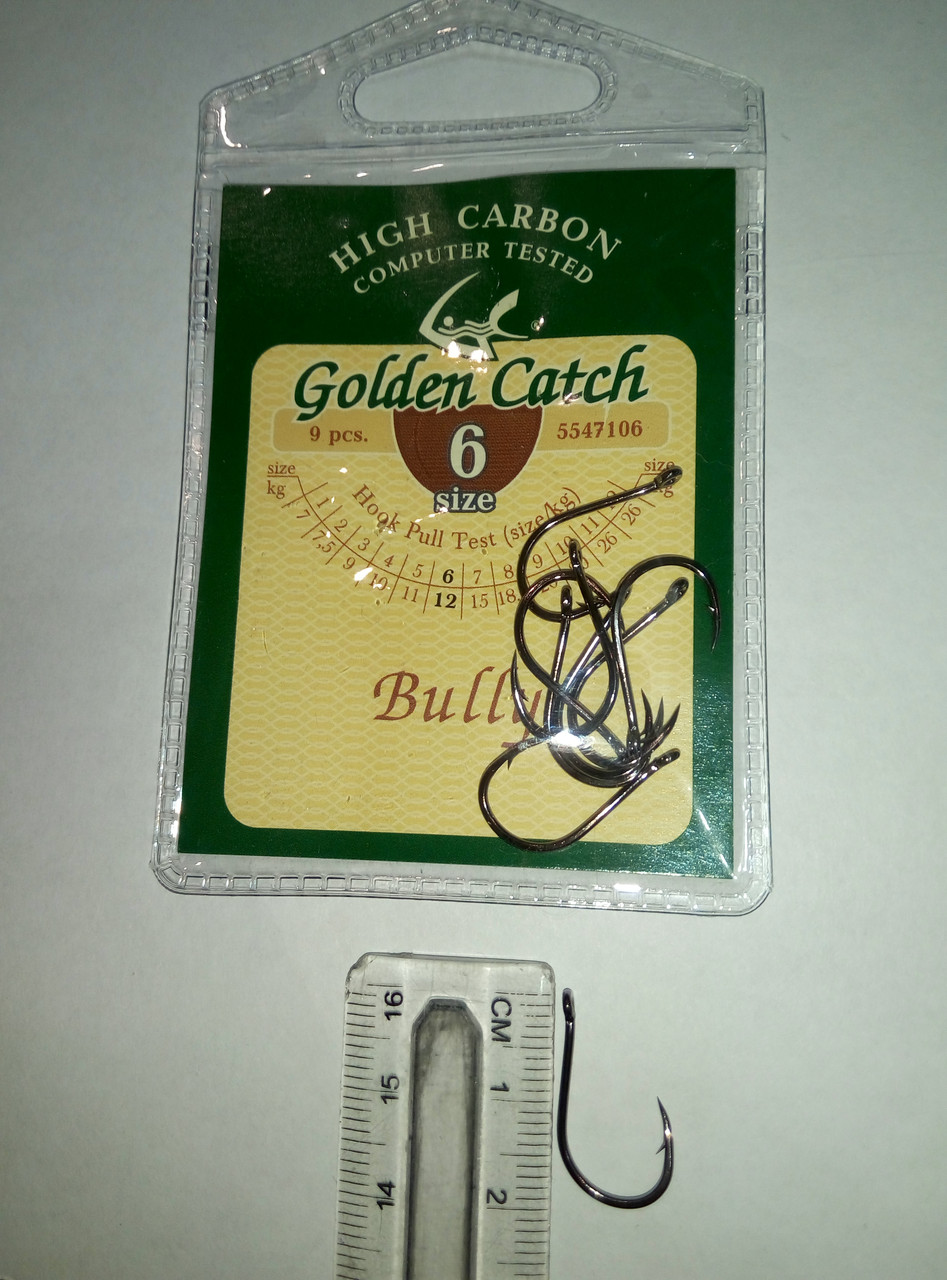 HIGH CARBON
COMPUTER TESTED
®
Golden Catch
9 pcs.
6
5547106
size
size
size
kg
Hook Pull Test (size/kg)
1 2 3 4 5 6 7 8 9 10 11
7 7,5 9 10 11 12 15 18 26 26
Bully
16 CM
15 1
14 2